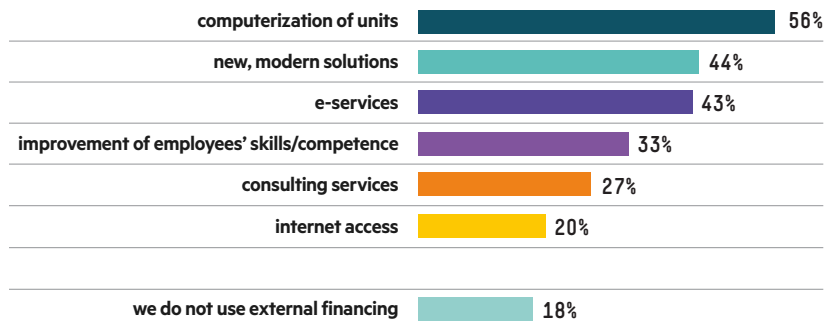 computerization of units 56%
new, modern solutions 44%
e-services 43%
improvement of employees’ skills/competence 33%
consulting services 27%
internet access 20%
we do not use external financing 18%